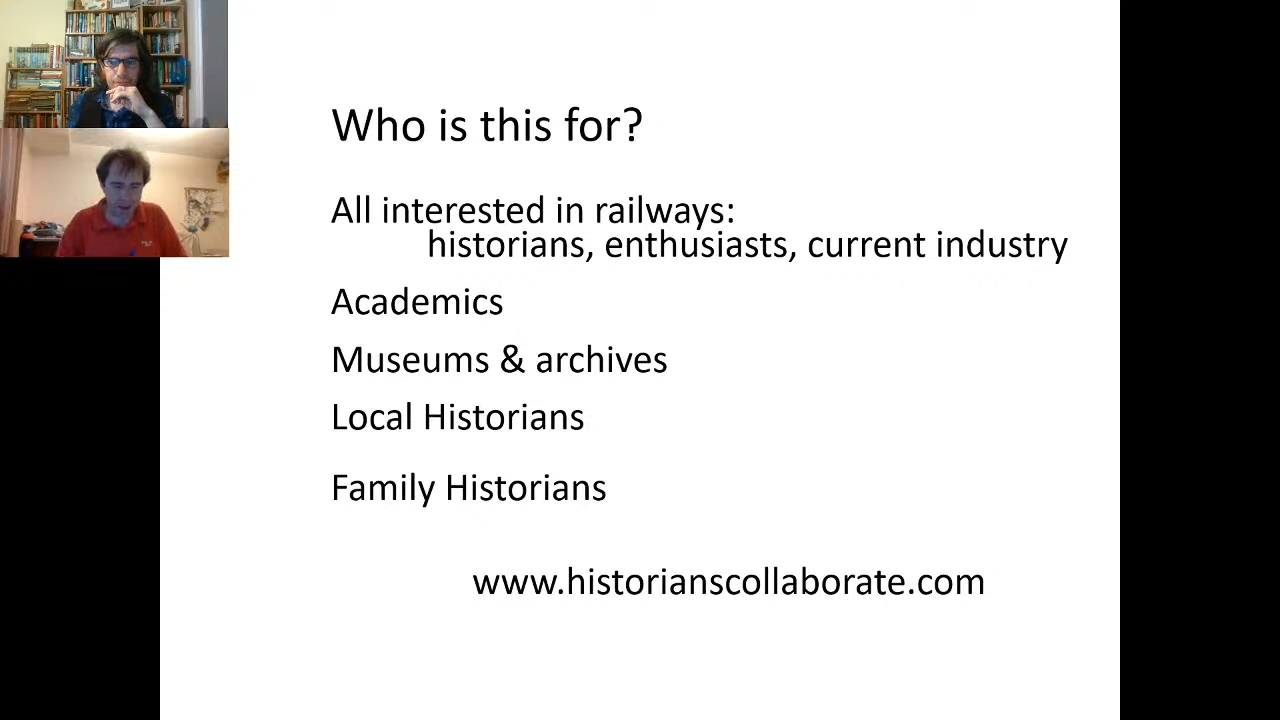 Who is this for?
All interested in railways:
historians, enthusiasts, current industry
Academics
Museums & archives
Local Historians
Family Historians
www.historianscollaborate.com